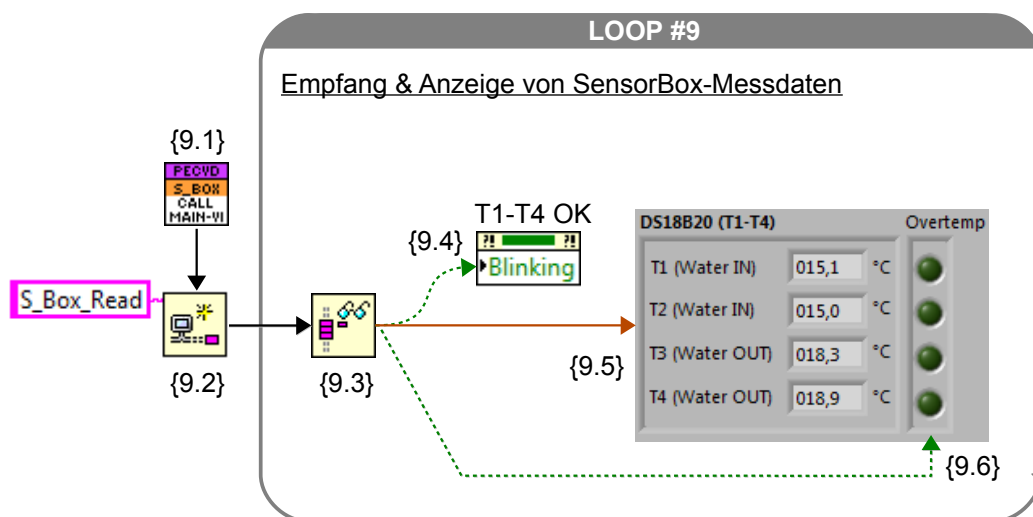 LOOP #9
Empfang & Anzeige von SensorBox-Messdaten
{9.1}
PECVD
S_BOX
CALL
MAIN-VI
S_Box_Read
{9.2}
{9.3}
T1-T4 OK
{9.4}
?! ?!
Blinking
{9.5}
DS18B20 (T1-T4) Overtemp
T1 (Water IN) 015,1 °C
T2 (Water IN) 015,0 °C
T3 (Water OUT) 018,3 °C
T4 (Water OUT) 018,9 °C
{9.6}